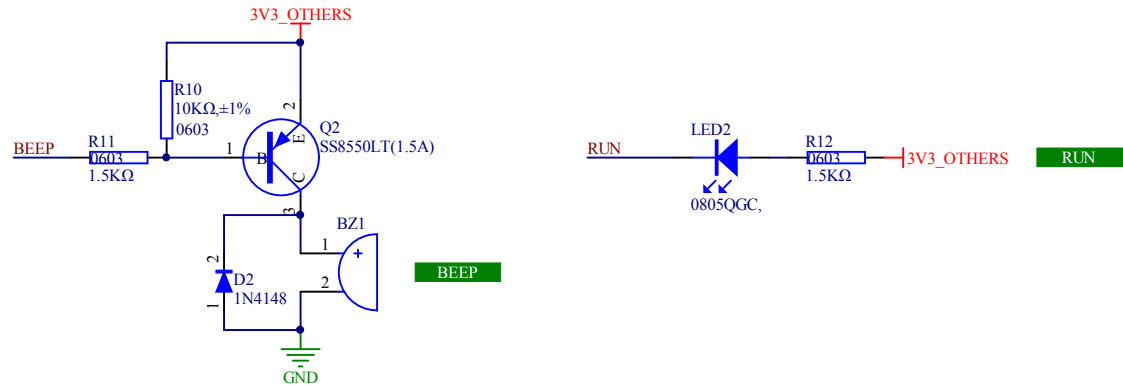 3V3_OTHERS
R10
10KΩ,±1%
0603
2
Q2
SS8550LT(1.5A)
E
B
C
1
3
BEEP
R11
0603
1.5KΩ
BZ1
1
+
2
2
D2
1N4148
1
BEEP
GND
RUN
LED2
0805QGC,
R12
0603
1.5KΩ
3V3_OTHERS
RUN